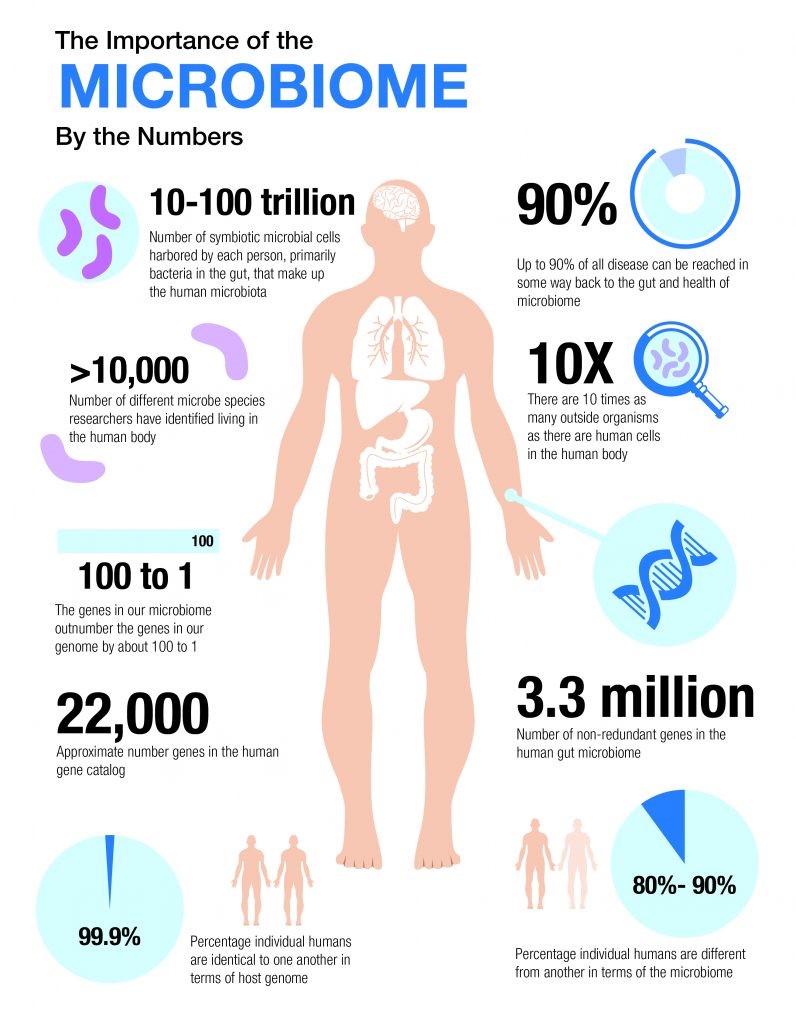 The Importance of the
MICROBIOME
By the Numbers
10-100 trillion
Number of symbiotic microbial cells
harbored by each person, primarily
bacteria in the gut, that make up
the human microbiota
90%
Up to 90% of all disease can be reached in
some way back to the gut and health of
microbiome
>10,000
Number of different microbe species
researchers have identified living in
the human body
10X
There are 10 times as
many outside organisms
as there are human cells
in the human body
100
100 to 1
The genes in our microbiome
outnumber the genes in our
genome by about 100 to 1
22,000
Approximate number genes in the human
gene catalog
3.3 million
Number of non-redundant genes in the
human gut microbiome
99.9%
Percentage individual humans
are identical to one another in
terms of host genome
80%- 90%
Percentage individual humans are different
from another in terms of the microbiome